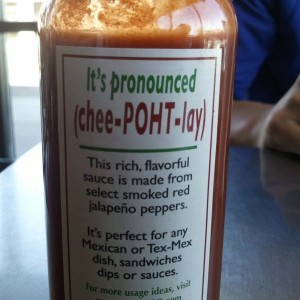 It's pronounced
(chee-POHT-lay)
This rich, flavorful
sauce is made from
select smoked red
jalapeño peppers.
It's perfect for any
Mexican or Tex-Mex
dish, sandwiches
dips or sauces.
For more usage ideas, visit
.com